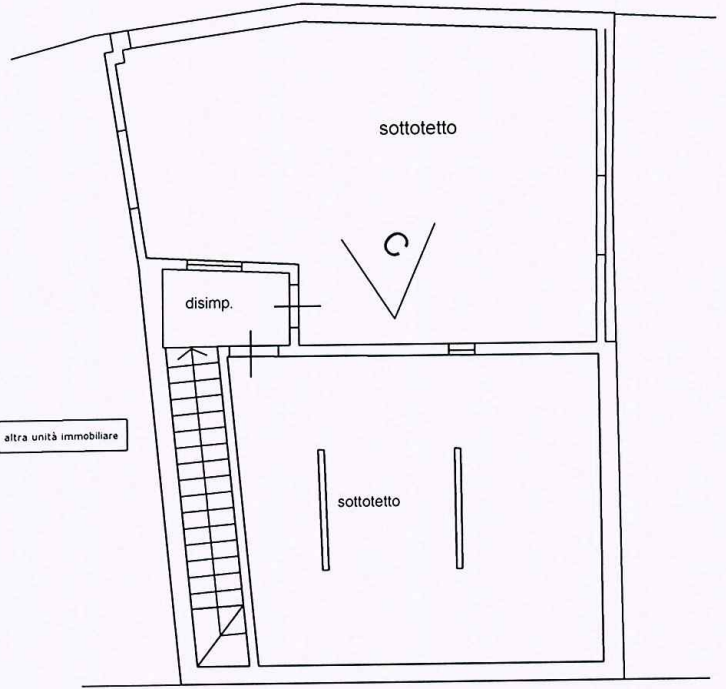 sottotetto
C
disimp.
altra unità immobiliare
sottotetto